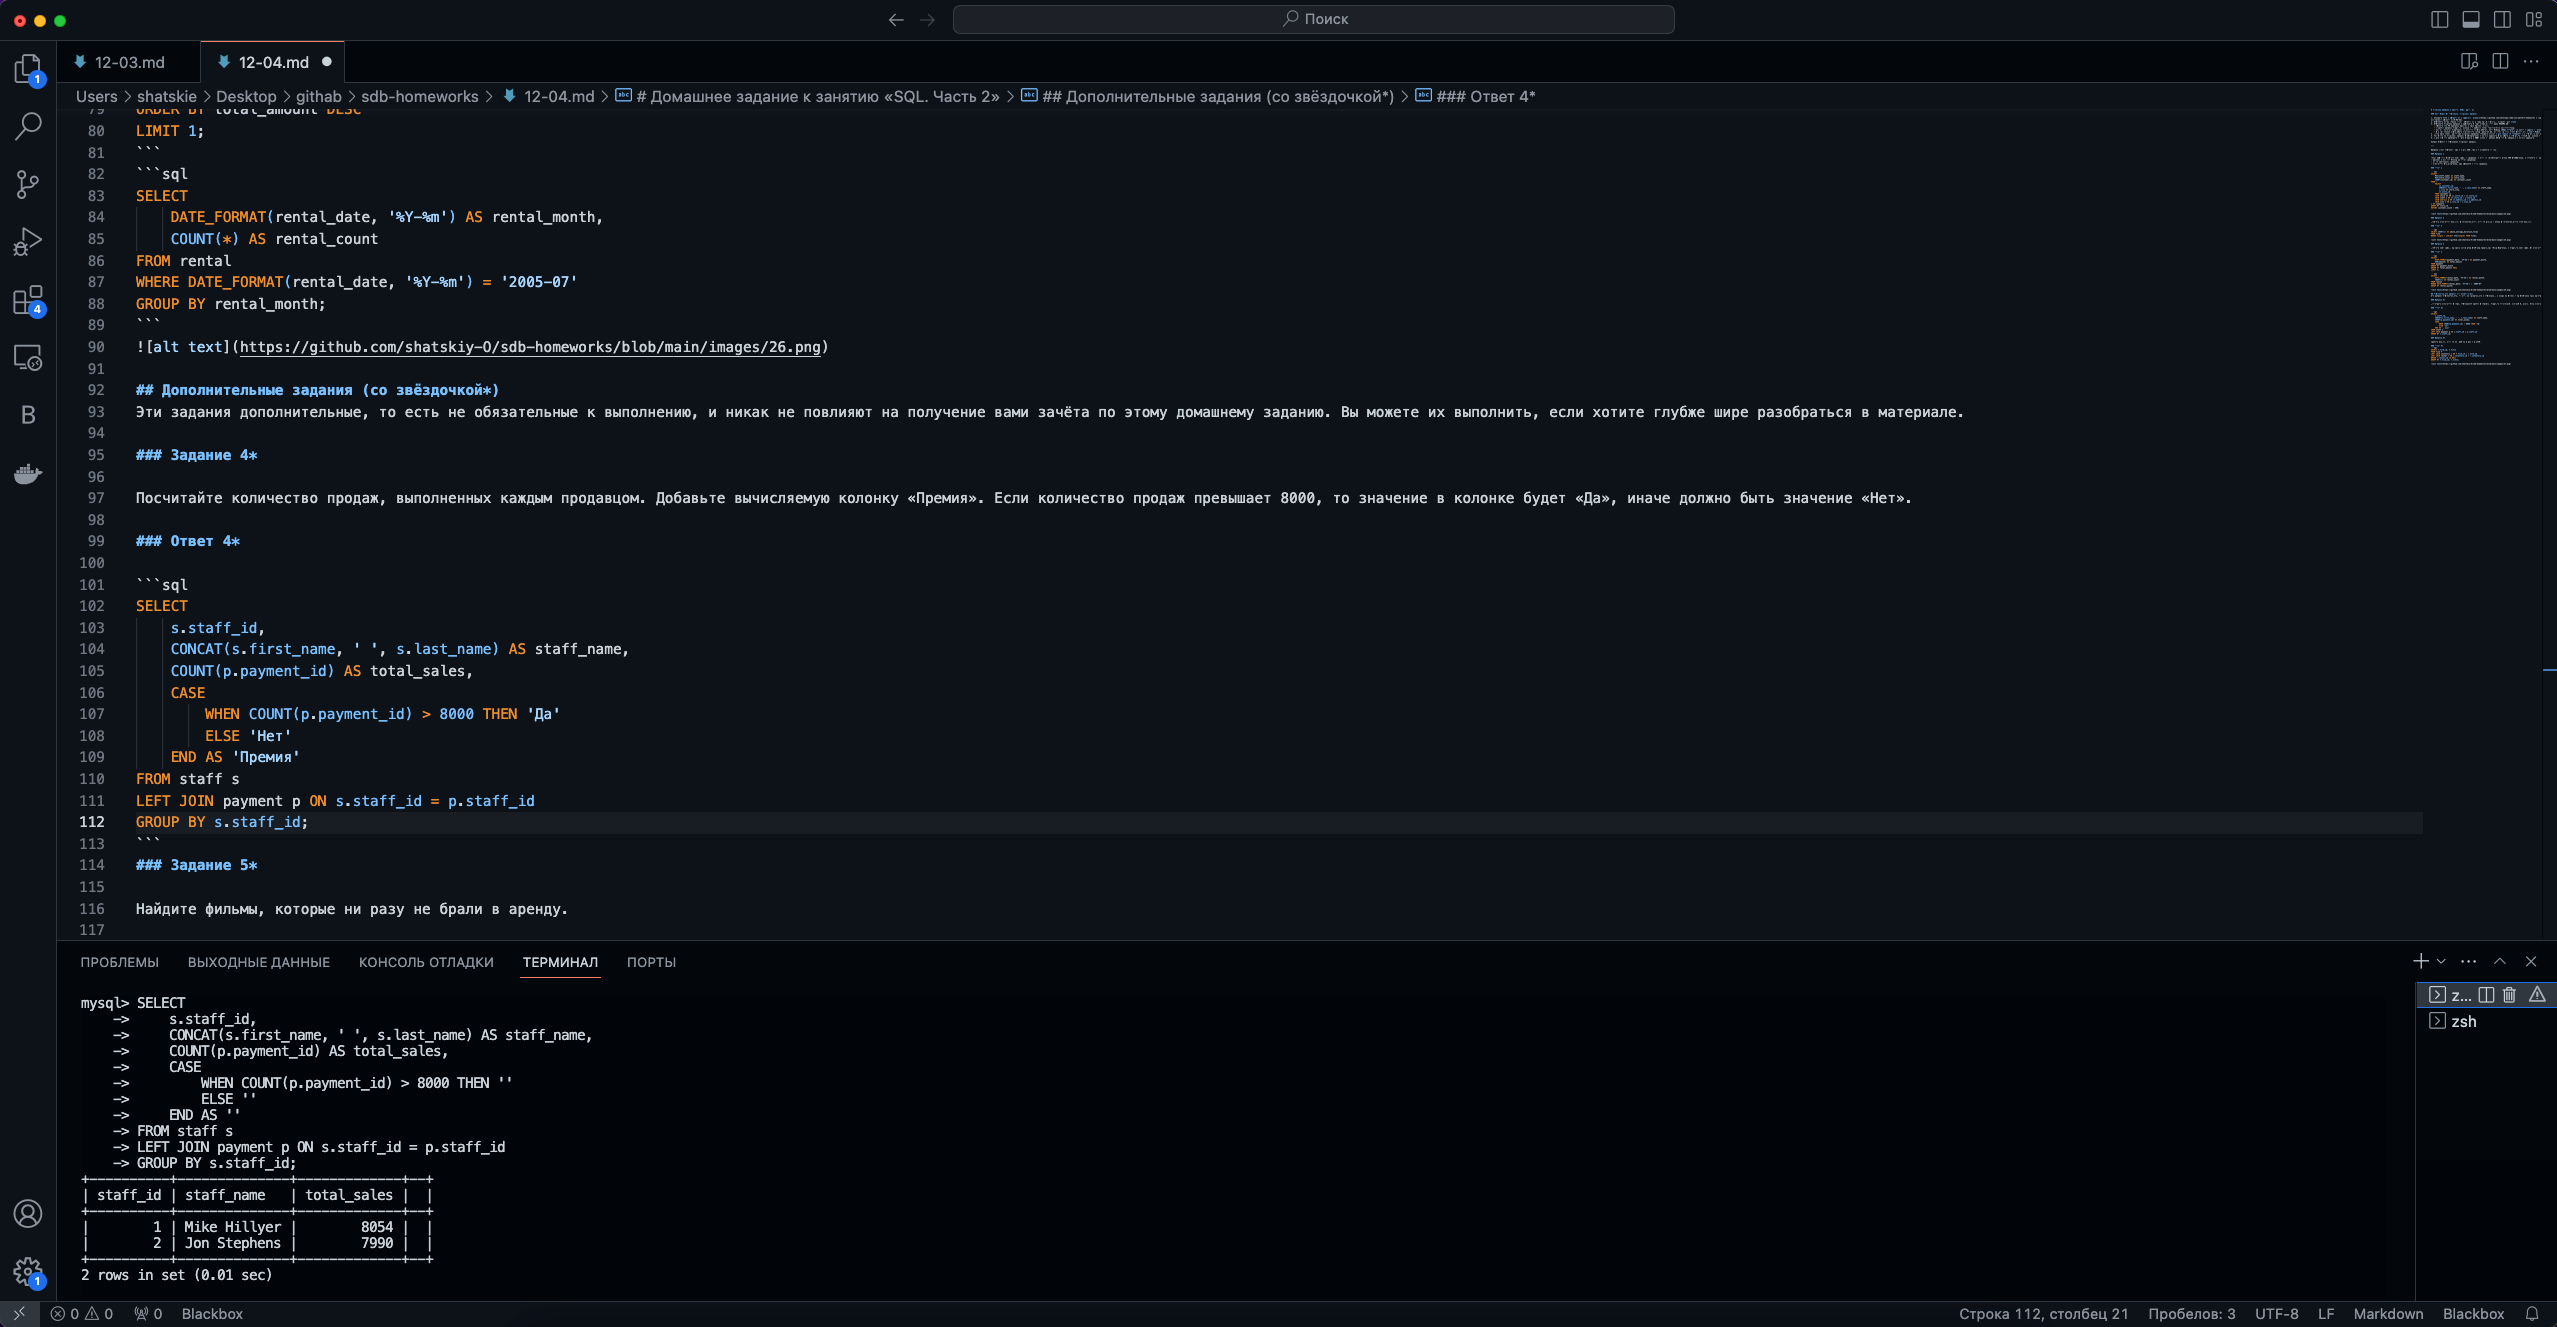 Поиск
12-03.md
12-04.md
Users > shatskie > Desktop > githab > sdb-homeworks > 12-04.md > # Домашнее задание к занятию «SQL. Часть 2» > ## Дополнительные задания (со звёздочкой*) > ### Ответ 4*
79 ORDER BY total_amount DESC
80 LIMIT 1;
81 ```
82 ```sql
83 SELECT
84     DATE_FORMAT(rental_date, '%Y-%m') AS rental_month,
85     COUNT(*) AS rental_count
86 FROM rental
87 WHERE DATE_FORMAT(rental_date, '%Y-%m') = '2005-07'
88 GROUP BY rental_month;
89 ```
90 ![alt text](https://github.com/shatskiy-O/sdb-homeworks/blob/main/images/26.png)
91
92 ## Дополнительные задания (со звёздочкой*)
93 Эти задания дополнительные, то есть не обязательные к выполнению, и никак не повлияют на получение вами зачёта по этому домашнему заданию. Вы можете их выполнить, если хотите глубже шире разобраться в материале.
94
95 ### Задание 4*
96
97 Посчитайте количество продаж, выполненных каждым продавцом. Добавьте вычисляемую колонку «Премия». Если количество продаж превышает 8000, то значение в колонке будет «Да», иначе должно быть значение «Нет».
98
99 ### Ответ 4*
100
101 ```sql
102 SELECT
103     s.staff_id,
104     CONCAT(s.first_name, ' ', s.last_name) AS staff_name,
105     COUNT(p.payment_id) AS total_sales,
106     CASE
107         WHEN COUNT(p.payment_id) > 8000 THEN 'Да'
108         ELSE 'Нет'
109     END AS 'Премия'
110 FROM staff s
111 LEFT JOIN payment p ON s.staff_id = p.staff_id
112 GROUP BY s.staff_id;
113 ```
114 ### Задание 5*
115
116 Найдите фильмы, которые ни разу не брали в аренду.
117
1
4
B
1
ПРОБЛЕМЫ ВЫХОДНЫЕ ДАННЫЕ КОНСОЛЬ ОТЛАДКИ ТЕРМИНАЛ ПОРТЫ
mysql> SELECT
    ->     s.staff_id,
    ->     CONCAT(s.first_name, ' ', s.last_name) AS staff_name,
    ->     COUNT(p.payment_id) AS total_sales,
    ->     CASE
    ->         WHEN COUNT(p.payment_id) > 8000 THEN ''
    ->         ELSE ''
    ->     END AS ''
    -> FROM staff s
    -> LEFT JOIN payment p ON s.staff_id = p.staff_id
    -> GROUP BY s.staff_id;
+----------+--------------+-------------+--+
| staff_id | staff_name   | total_sales |  |
+----------+--------------+-------------+--+
|        1 | Mike Hillyer |        8054 |  |
|        2 | Jon Stephens |        7990 |  |
+----------+--------------+-------------+--+
2 rows in set (0.01 sec)
z...
zsh
0 0 0 Blackbox
Строка 112, столбец 21 Пробелов: 3 UTF-8 LF Markdown Blackbox